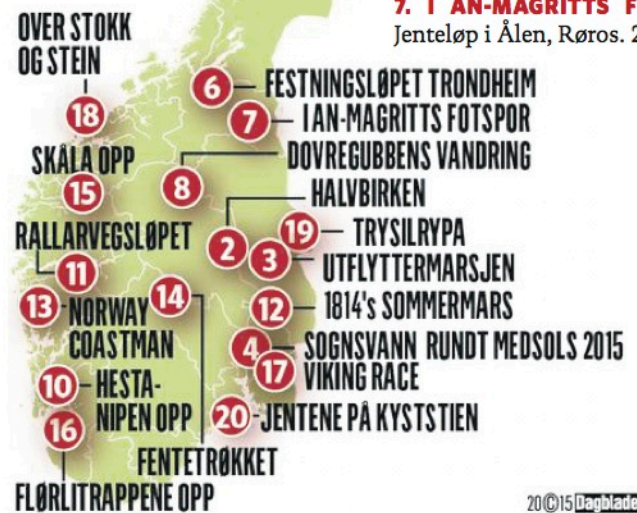 7. I AN-MAGRITTS F
Jenteløp i Ålen, Røros. 2
OVER STOKK
OG STEIN
18
6
FESTNINGSLØPET TRONDHEIM
7
I AN-MAGRITTS FOTSPOR
DOVREGUBBENS VANDRING
SKÅLA OPP
15
8
HALVBIRKEN
19
TRYSILRYPA
RALLARVEGSLØPET
2
3
UTFLYTTERMARSJEN
11
14
12
1814's SOMMERMARS
13
NORWAY
COASTMAN
4
SOGNSVANN RUNDT MEDSOLS 2015
17
VIKING RACE
10
HESTA-
NIPEN OPP
20
JENTENE PÅ KYSTSTIEN
16
FENTETRØKKET
FLØRLITRAPPENE OPP
20©15 Dagblade